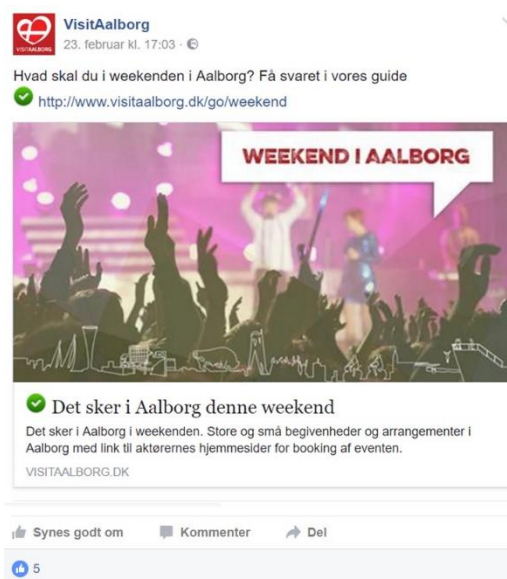 VisitAalborg
23. februar kl. 17:03 ·
VISITAALBORG
Hvad skal du i weekenden i Aalborg? Få svaret i vores guide
http://www.visitaalborg.dk/go/weekend
WEEKEND I AALBORG
Det sker i Aalborg denne weekend
Det sker i Aalborg i weekenden. Store og små begivenheder og arrangementer i
Aalborg med link til aktørernes hjemmesider for booking af eventen.
VISITAALBORG.DK
Synes godt om Kommenter Del
5